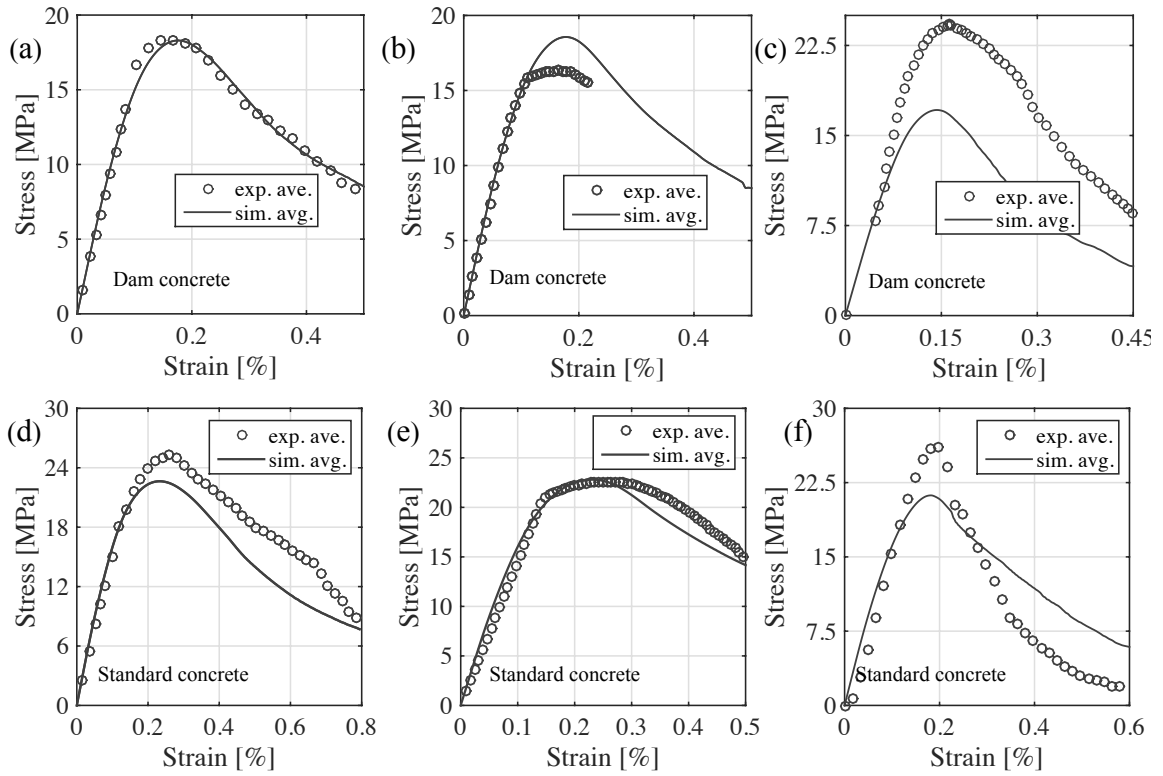 (a)
20
15
10
5
0
Stress [MPa]
exp. ave.
sim. avg.
Dam concrete
0
0.2
0.4
Strain [%]
(b)
20
15
10
5
0
Stress [MPa]
exp. ave.
sim. avg.
Dam concrete
0
0.2
0.4
Strain [%]
(c)
22.5
15
7.5
0
Stress [MPa]
exp. ave.
sim. avg.
Dam concrete
0
0.15
0.3
0.45
Strain [%]
(d)
30
24
18
12
6
0
Stress [MPa]
exp. ave.
sim. avg.
Standard concrete
0
0.2
0.4
0.6
0.8
Strain [%]
(e)
30
25
20
15
10
5
0
Stress [MPa]
exp. ave.
sim. avg.
Standard concrete
0
0.1
0.2
0.3
0.4
0.5
Strain [%]
(f)
30
22.5
15
7.5
0
Stress [MPa]
exp. ave.
sim. avg.
Standard concrete
0
0.2
0.4
0.6
Strain [%]